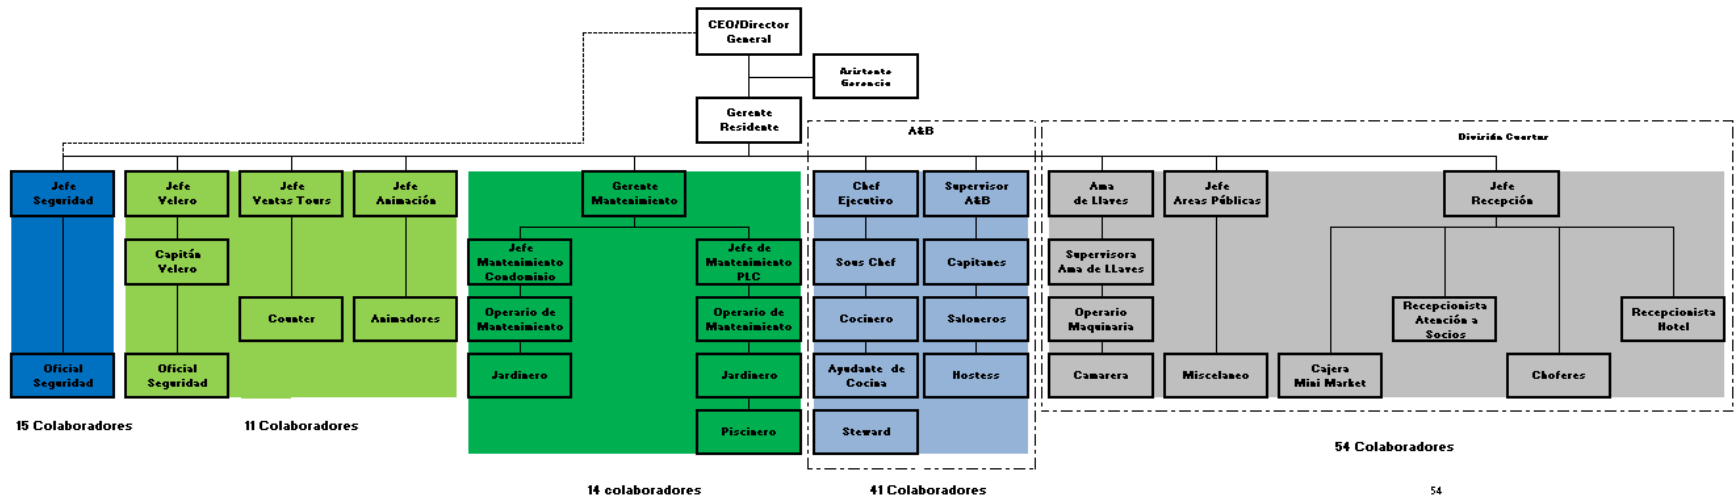 CEO/Director
General
Asistente
Gerencia
Gerente
Residente
A&B
División Cuartos
Jefe
Seguridad
Jefe
Velero
Jefe
Ventas Tours
Jefe
Animación
Gerente
Mantenimiento
Chef
Ejecutivo
Supervisor
A&B
Ama
de Llaves
Jefe
Areas Públicas
Jefe
Recepción
Capitán
Velero
Jefe
Mantenimiento
Condominio
Jefe de
Mantenimiento
PLC
Sous Chef
Capitanes
Supervisora
Ama de LLaves
Counter
Animadores
Operario de
Mantenimiento
Operario de
Mantenimiento
Cocinero
Saloneros
Operario
Maquinaria
Recepcionista
Atención a
Socios
Recepcionista
Hotel
Oficial
Seguridad
Oficial
Seguridad
Jardinero
Jardinero
Ayudante de
Cocina
Hostess
Camarera
Miscelaneo
Cajera
Mini Market
Choferes
15 Colaboradores
11 Colaboradores
Piscinero
Steward
54 Colaboradores
14 colaboradores
41 Colaboradores
54